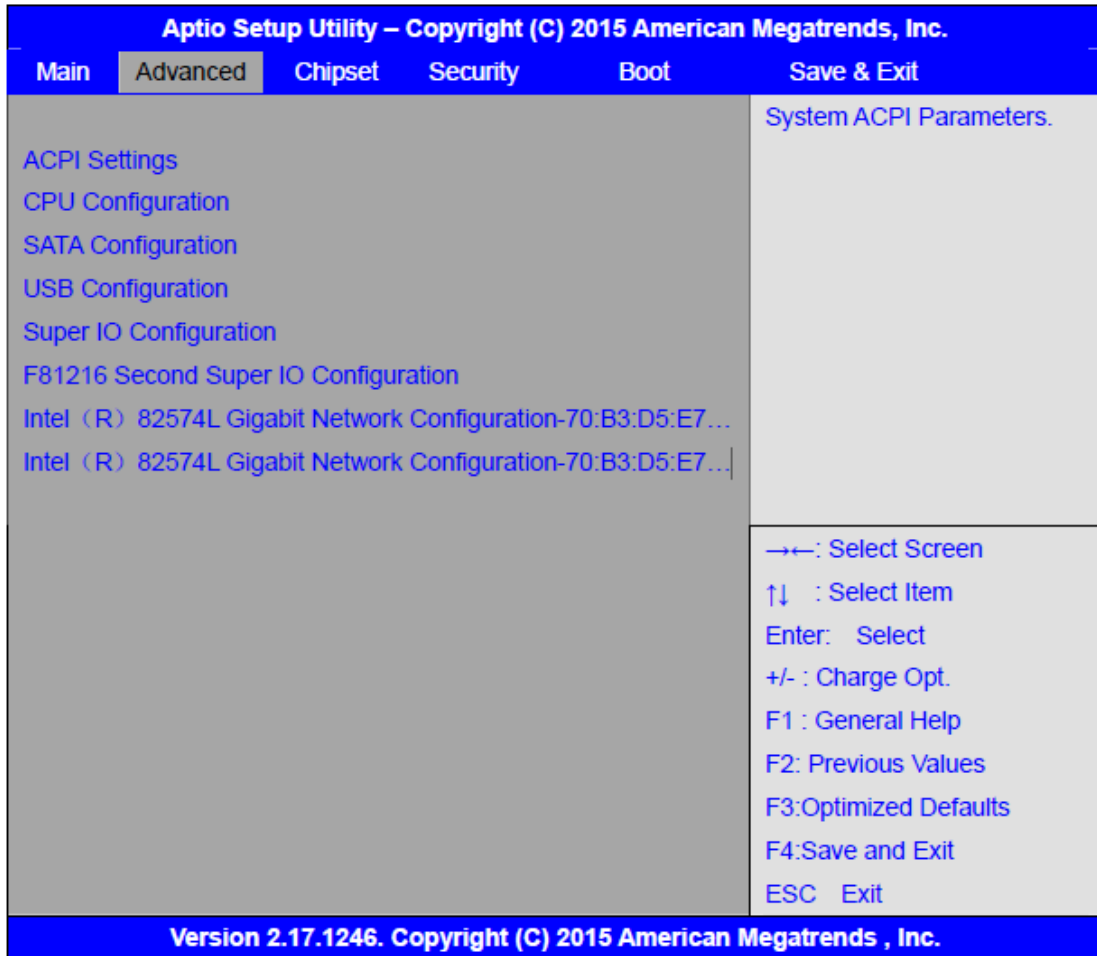 Aptio Setup Utility – Copyright (C) 2015 American Megatrends, Inc.
Main Advanced Chipset Security Boot Save & Exit
System ACPI Parameters.
ACPI Settings
CPU Configuration
SATA Configuration
USB Configuration
Super IO Configuration
F81216 Second Super IO Configuration
Intel（R）82574L Gigabit Network Configuration-70:B3:D5:E7…
Intel（R）82574L Gigabit Network Configuration-70:B3:D5:E7…
→←: Select Screen
↑↓ : Select Item
Enter: Select
+/- : Charge Opt.
F1 : General Help
F2: Previous Values
F3:Optimized Defaults
F4:Save and Exit
ESC Exit
Version 2.17.1246. Copyright (C) 2015 American Megatrends , Inc.